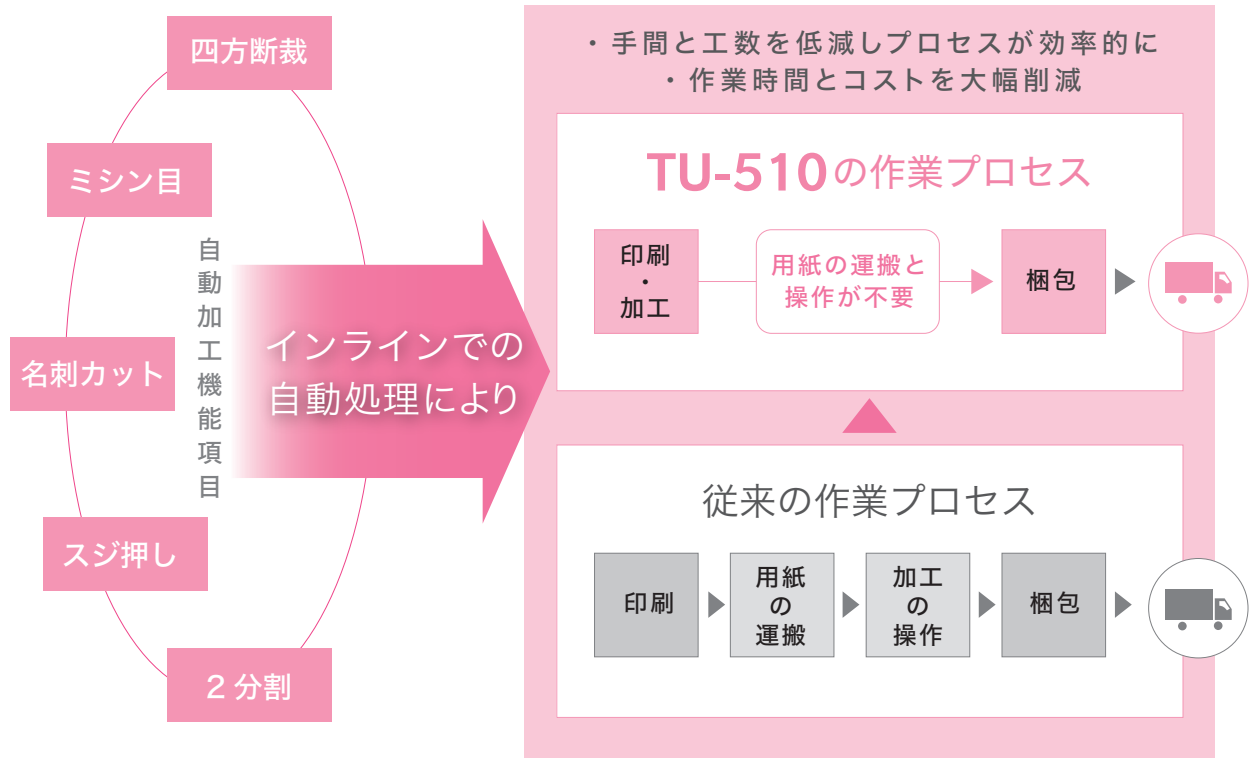 四方断裁
ミシン目
名刺カット
スジ押し
2分割
自動加工機能項目
インラインでの
自動処理により
・手間と工数を低減しプロセスが効率的に
・作業時間とコストを大幅削減
TU-510の作業プロセス
印刷
・
加工
用紙の運搬と
操作が不要
梱包
従来の作業プロセス
印刷
用紙
の
運搬
加工
の
操作
梱包